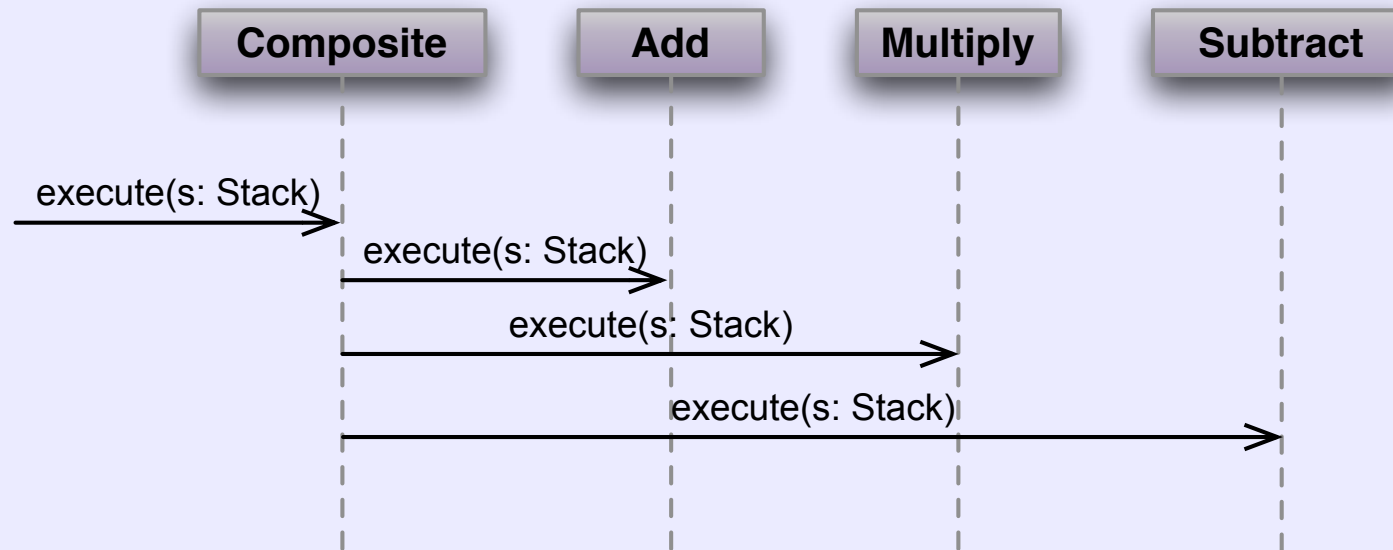 Composite
Add
Multiply
Subtract
execute(s: Stack)
execute(s: Stack)
execute(s: Stack)
execute(s: Stack)